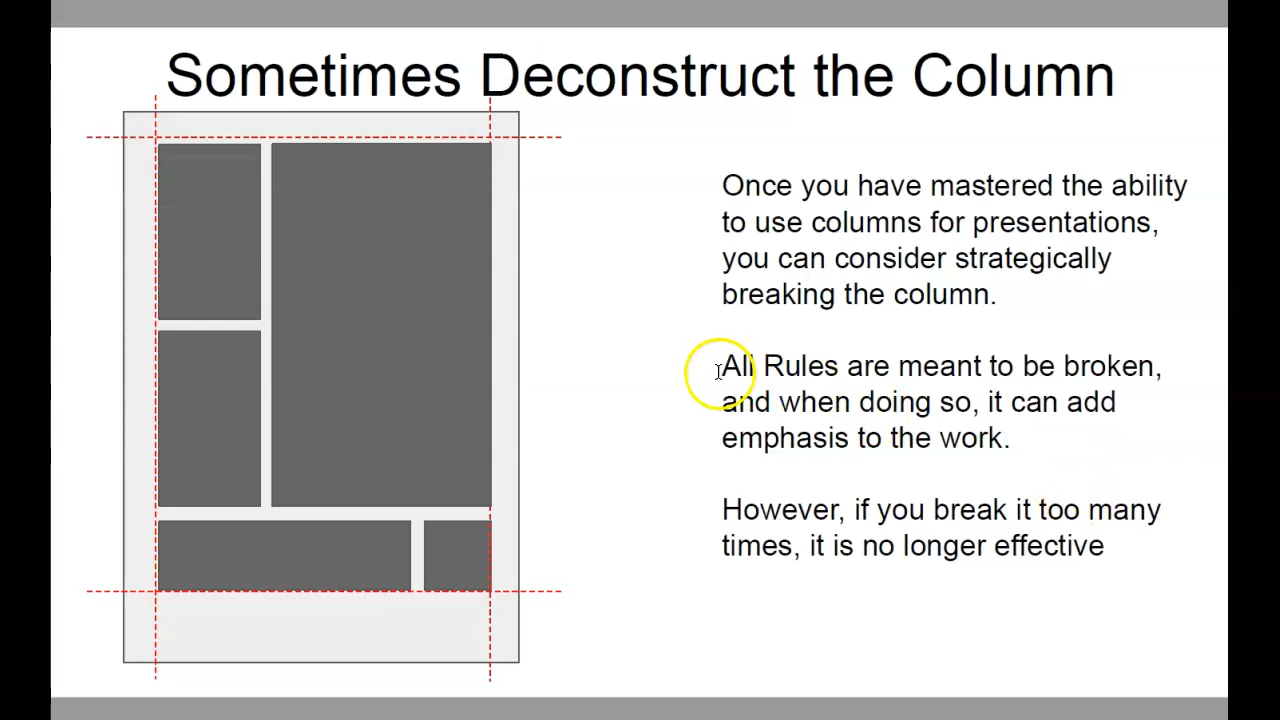 Sometimes Deconstruct the Column
Once you have mastered the ability
to use columns for presentations,
you can consider strategically
breaking the column.
All Rules are meant to be broken,
and when doing so, it can add
emphasis to the work.
However, if you break it too many
times, it is no longer effective